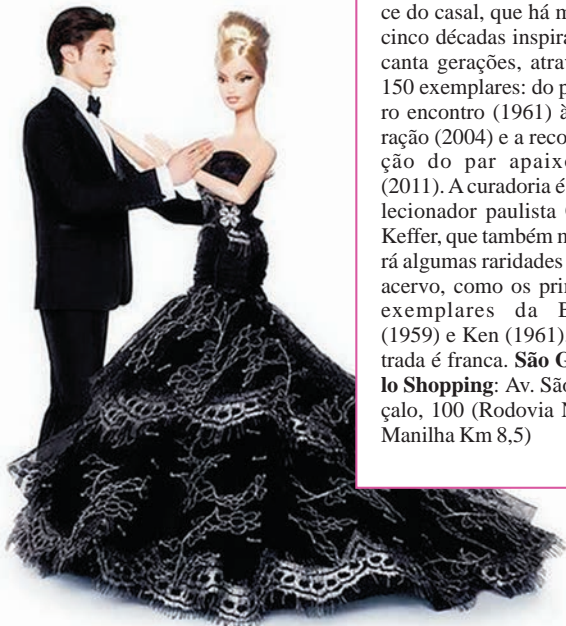 ce do casal, que há
cinco décadas inspira
canta gerações, atra
150 exemplares: do p
ro encontro (1961) à
ração (2004) e a reco
ção do par apaix
(2011). A curadoria é
lecionador paulista
Keffer, que também
rá algumas raridades
acervo, como os pri
exemplares da
(1959) e Ken (1961)
trada é franca. São G
lo Shopping: Av. São
çalo, 100 (Rodovia
Manilha Km 8,5)